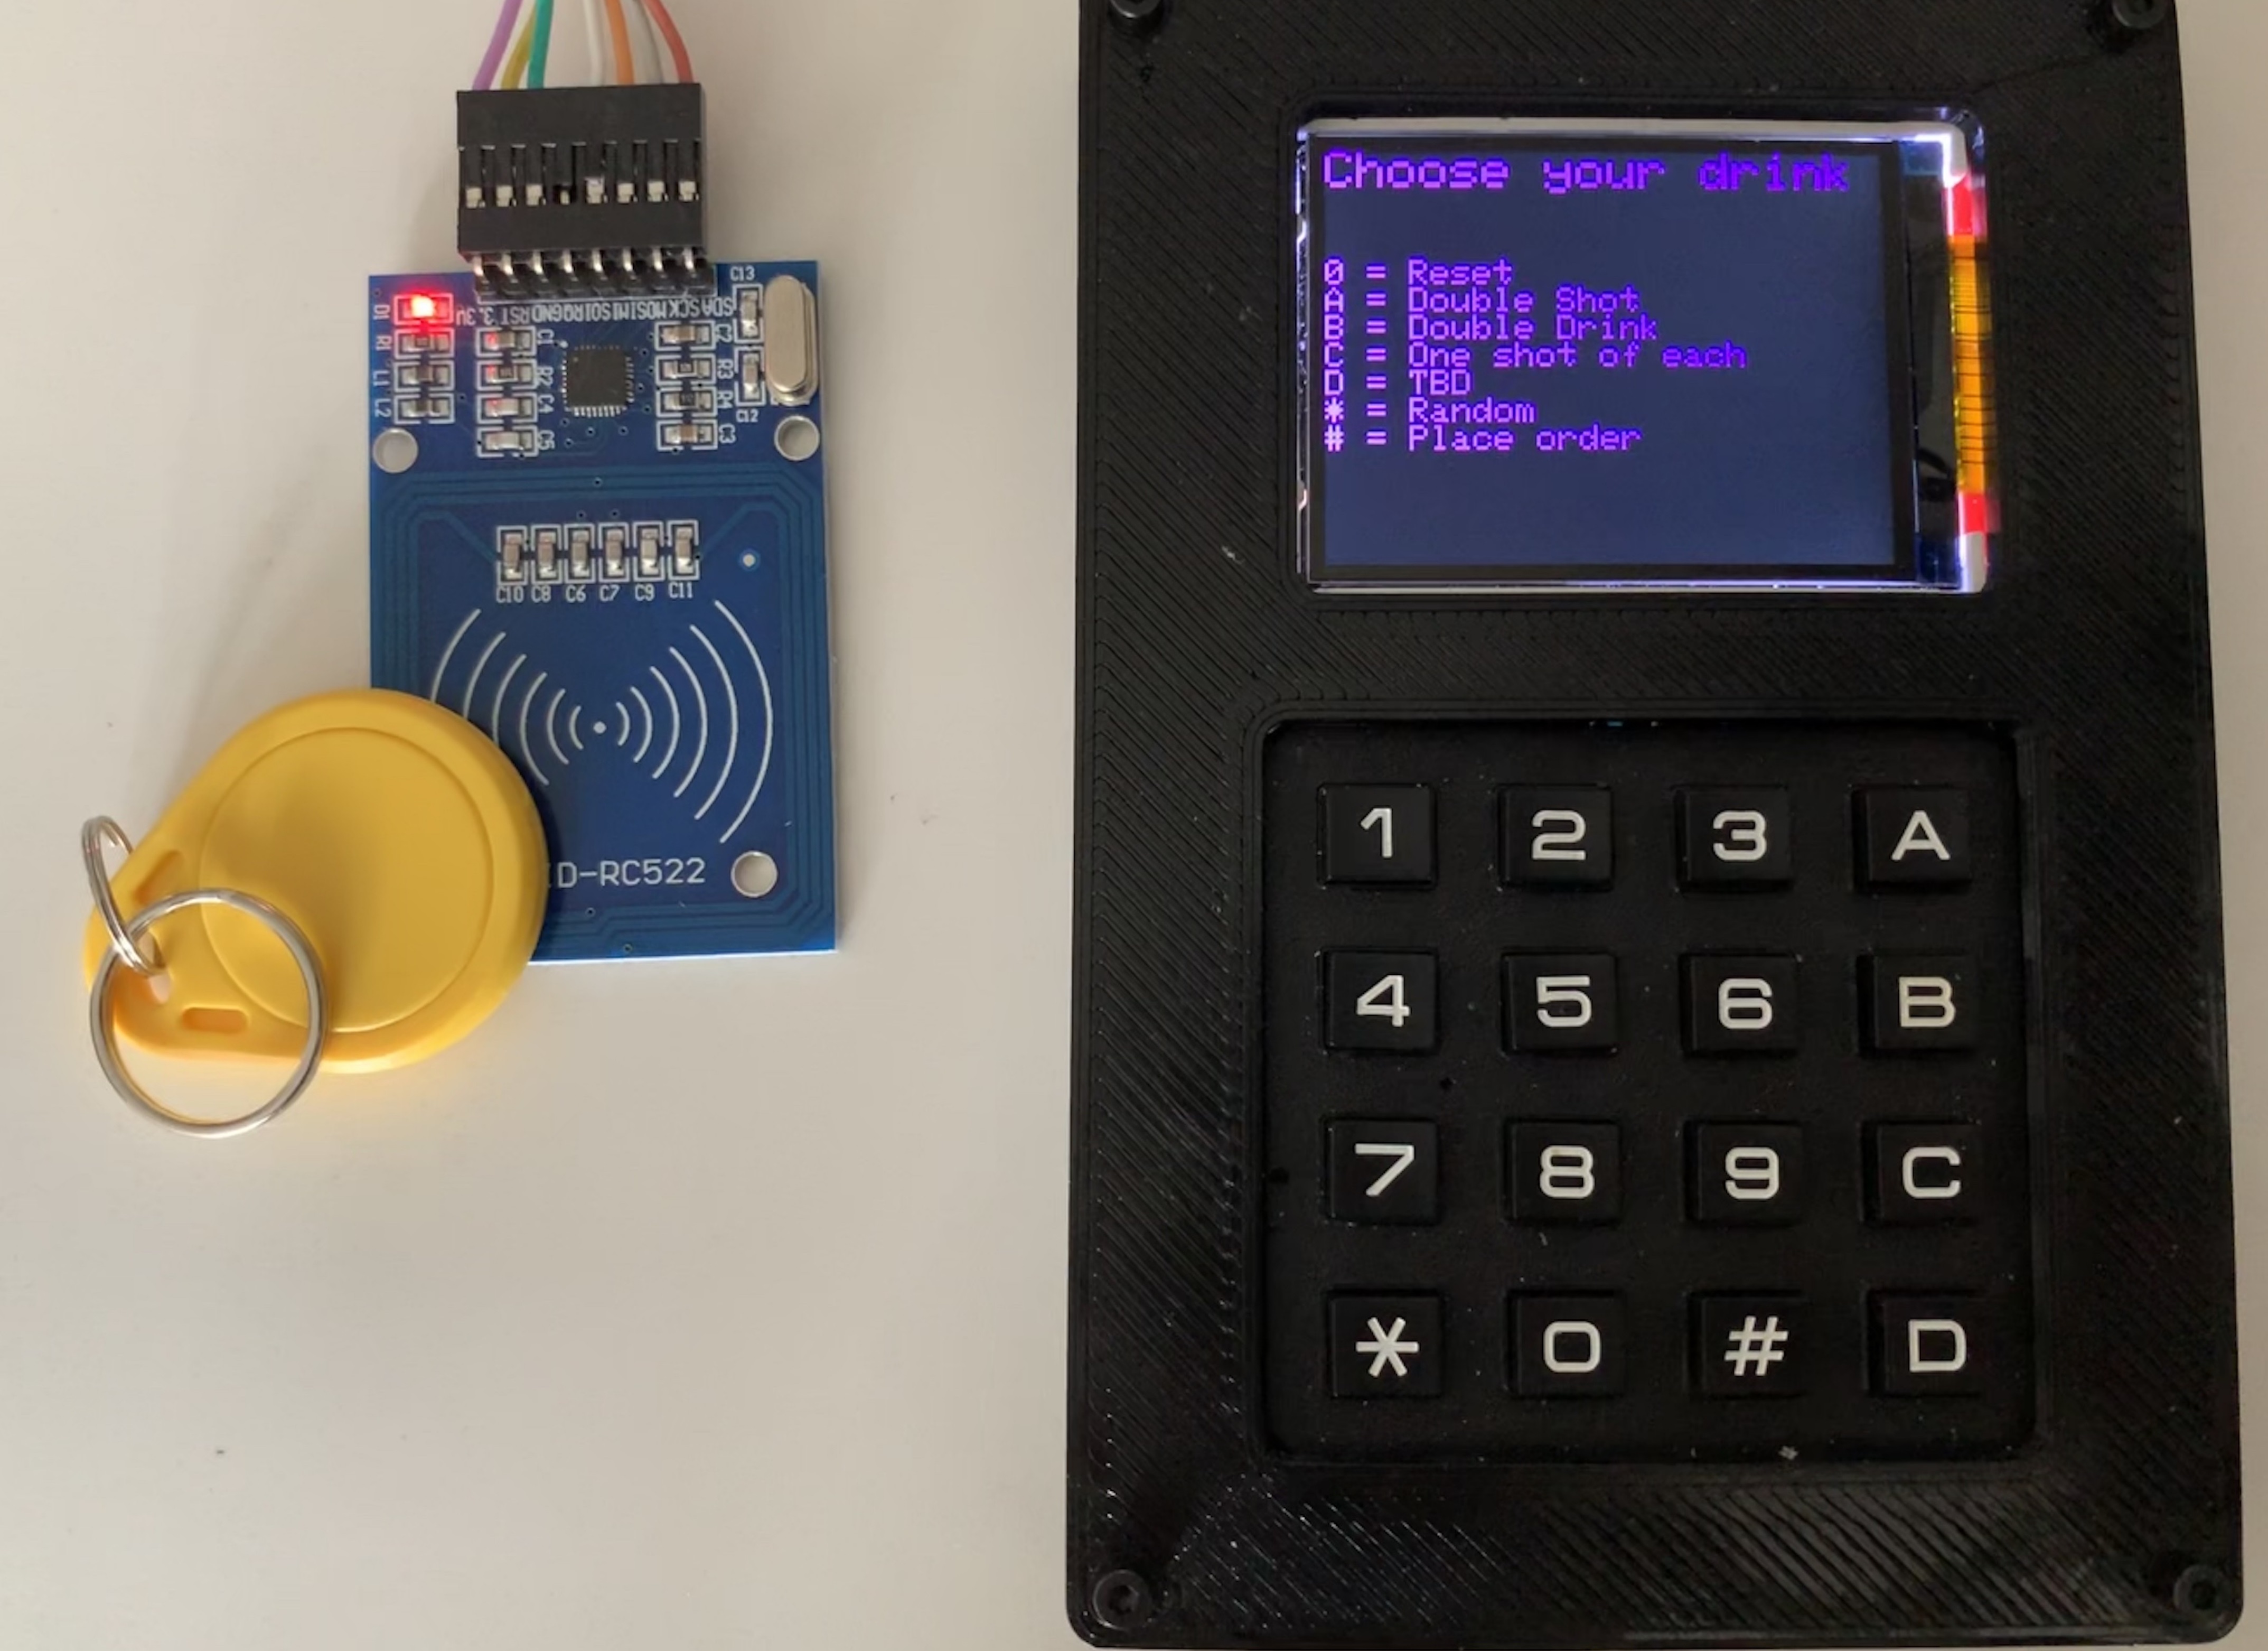 C13
SDA SCK MOSI MISO IRQ GND RST 3.3V
D1
R1
L1
L2
C1
R2
C4
C5
C2
R3
R4
C3
C12
C10 C8 C6 C7 C9 C11
ID-RC522
Choose your drink
0 = Reset
A = Double Shot
B = Double Drink
C = One shot of each
D = TBD
* = Random
# = Place order
1 2 3 A
4 5 6 B
7 8 9 C
* 0 # D